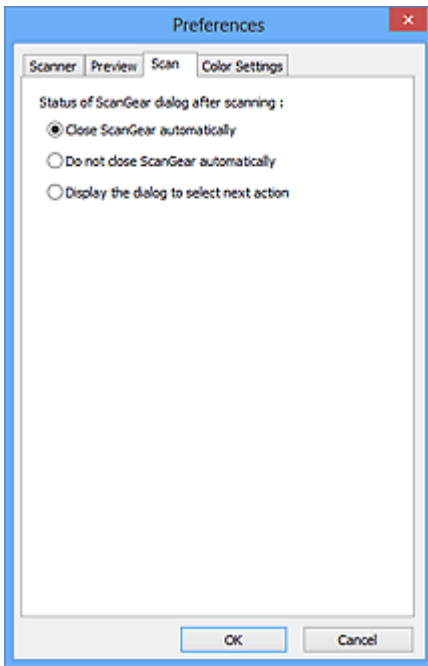 Preferences
Scanner Preview Scan Color Settings
Status of ScanGear dialog after scanning :
Close ScanGear automatically
Do not close ScanGear automatically
Display the dialog to select next action
OK Cancel